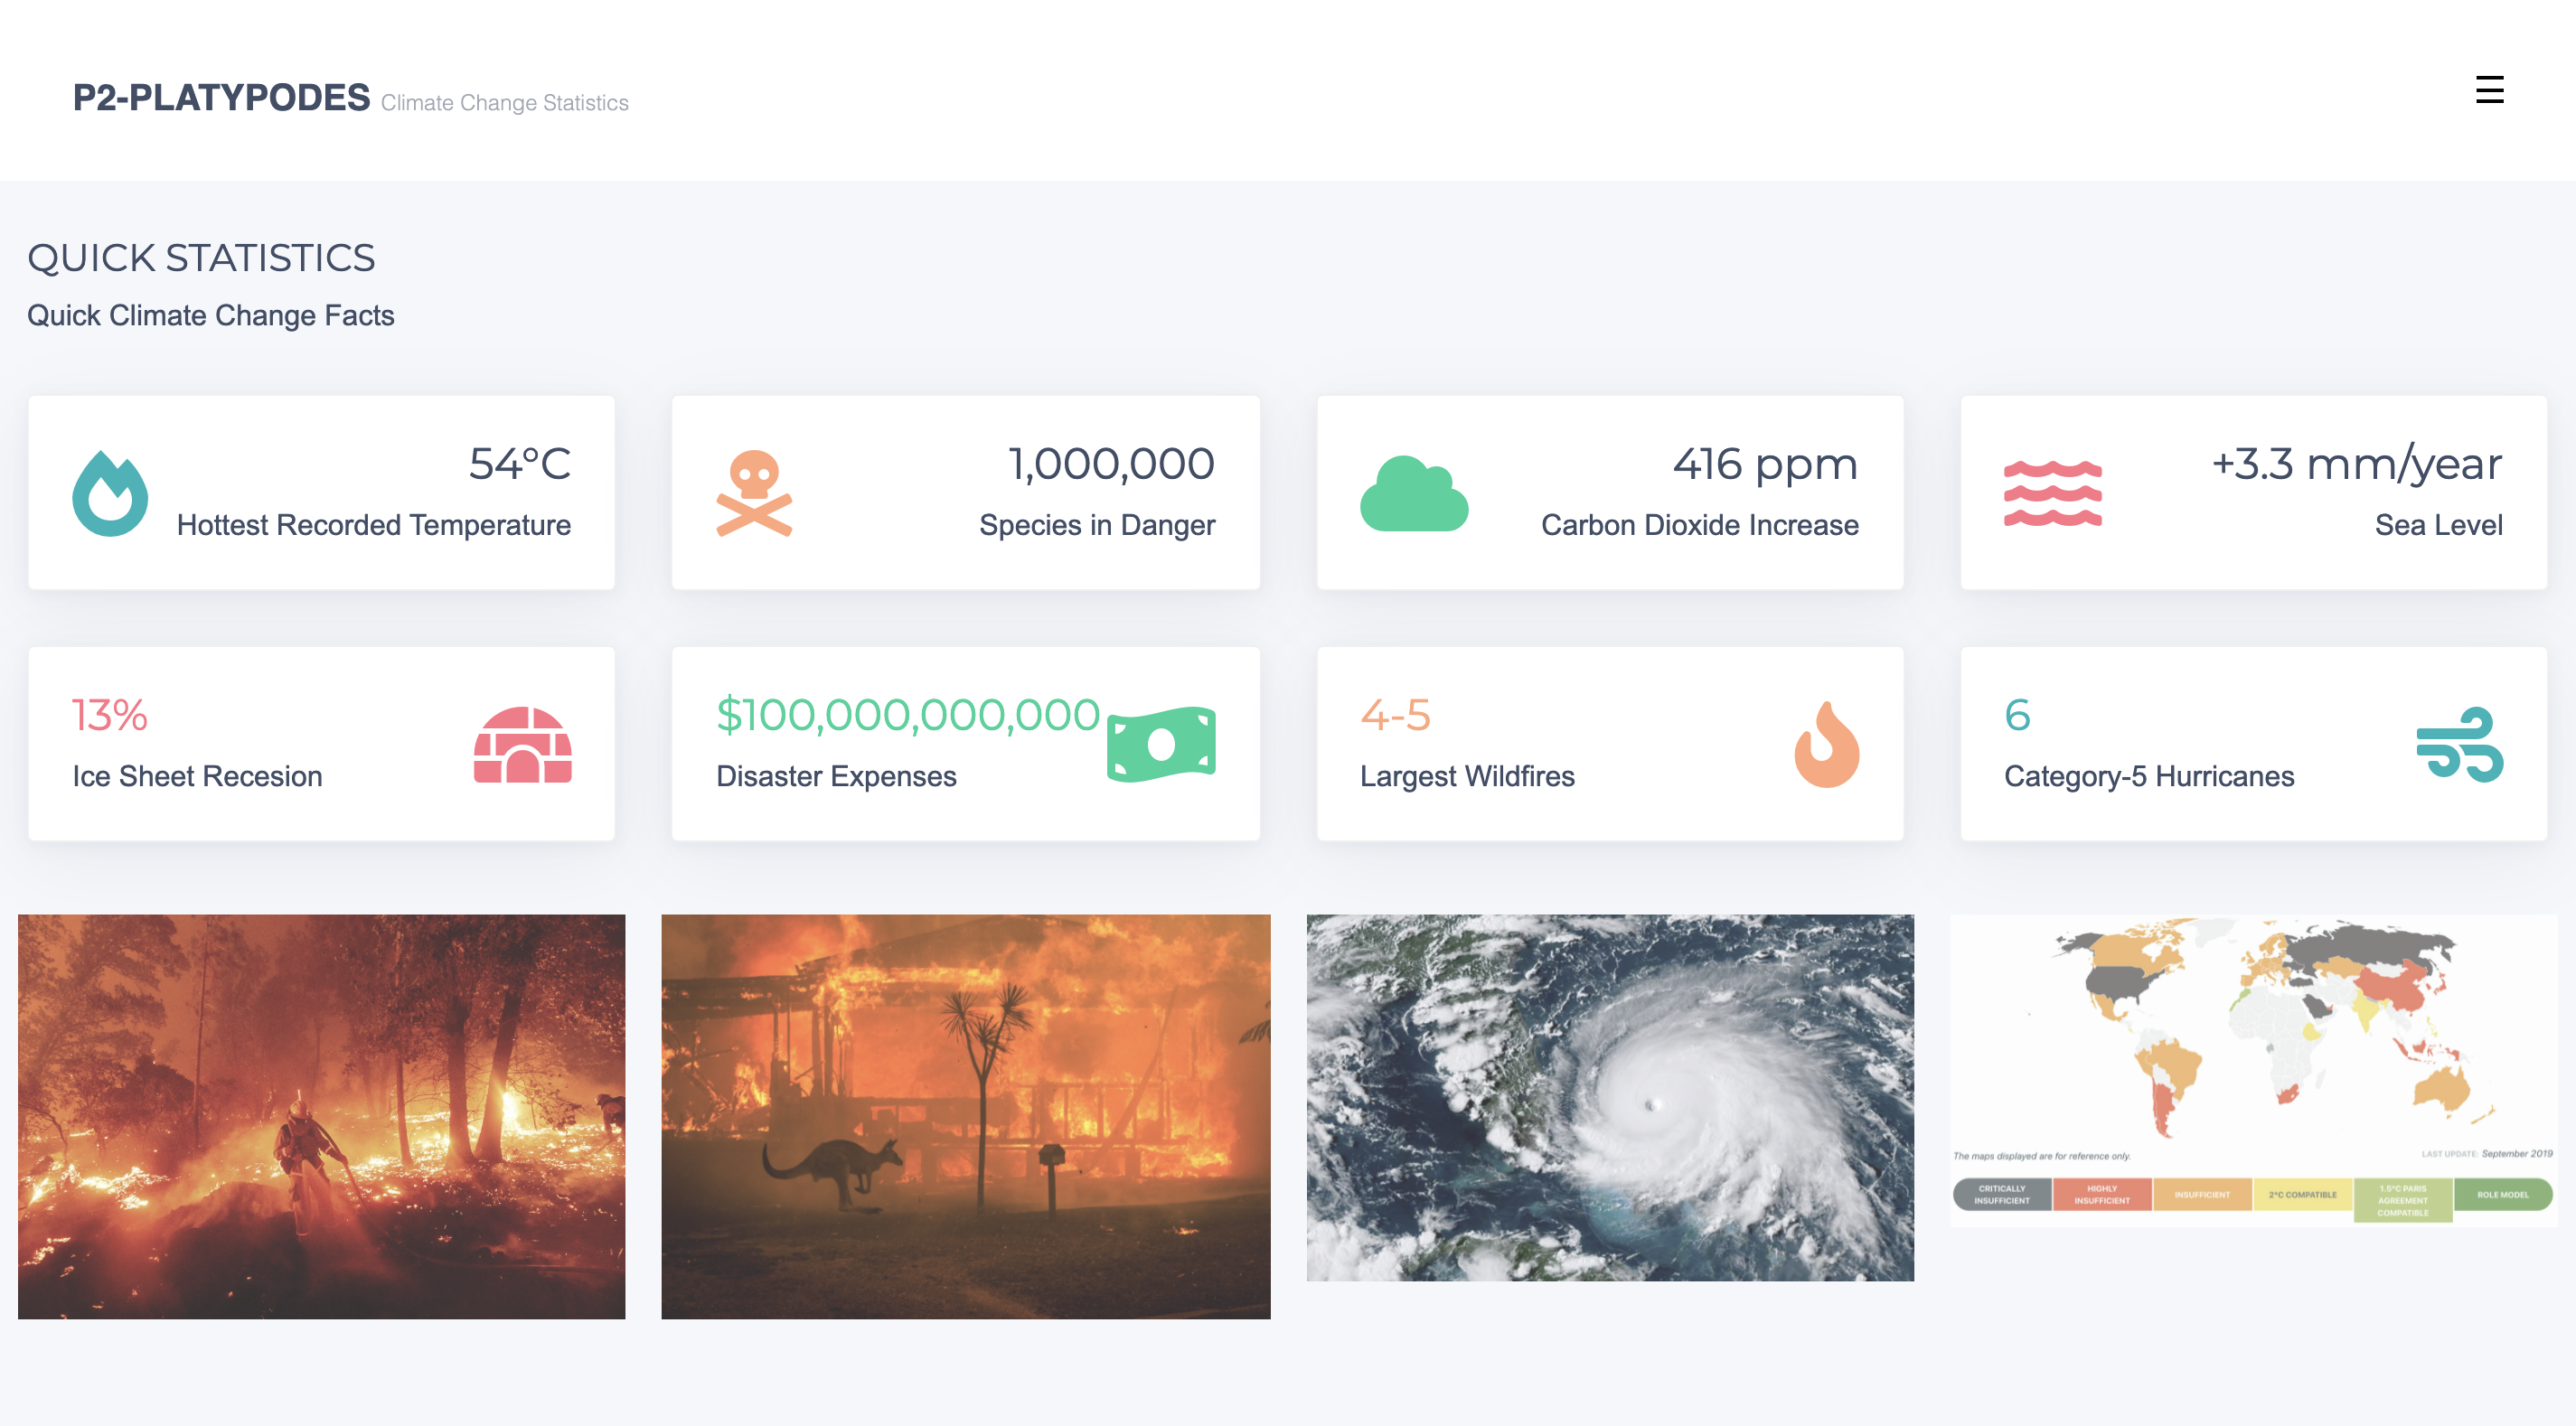 P2-PLATYPODES Climate Change Statistics
☰
QUICK STATISTICS
Quick Climate Change Facts
54°C
Hottest Recorded Temperature
1,000,000
Species in Danger
416 ppm
Carbon Dioxide Increase
+3.3 mm/year
Sea Level
13%
Ice Sheet Recesion
$100,000,000,000
Disaster Expenses
4-5
Largest Wildfires
6
Category-5 Hurricanes
The maps displayed are for reference only.
LAST UPDATE: September 2019
CRITICALLY
INSUFFICIENT
HIGHLY
INSUFFICIENT
INSUFFICIENT
2°C COMPATIBLE
1.5°C PARIS
AGREEMENT
COMPATIBLE
ROLE MODEL